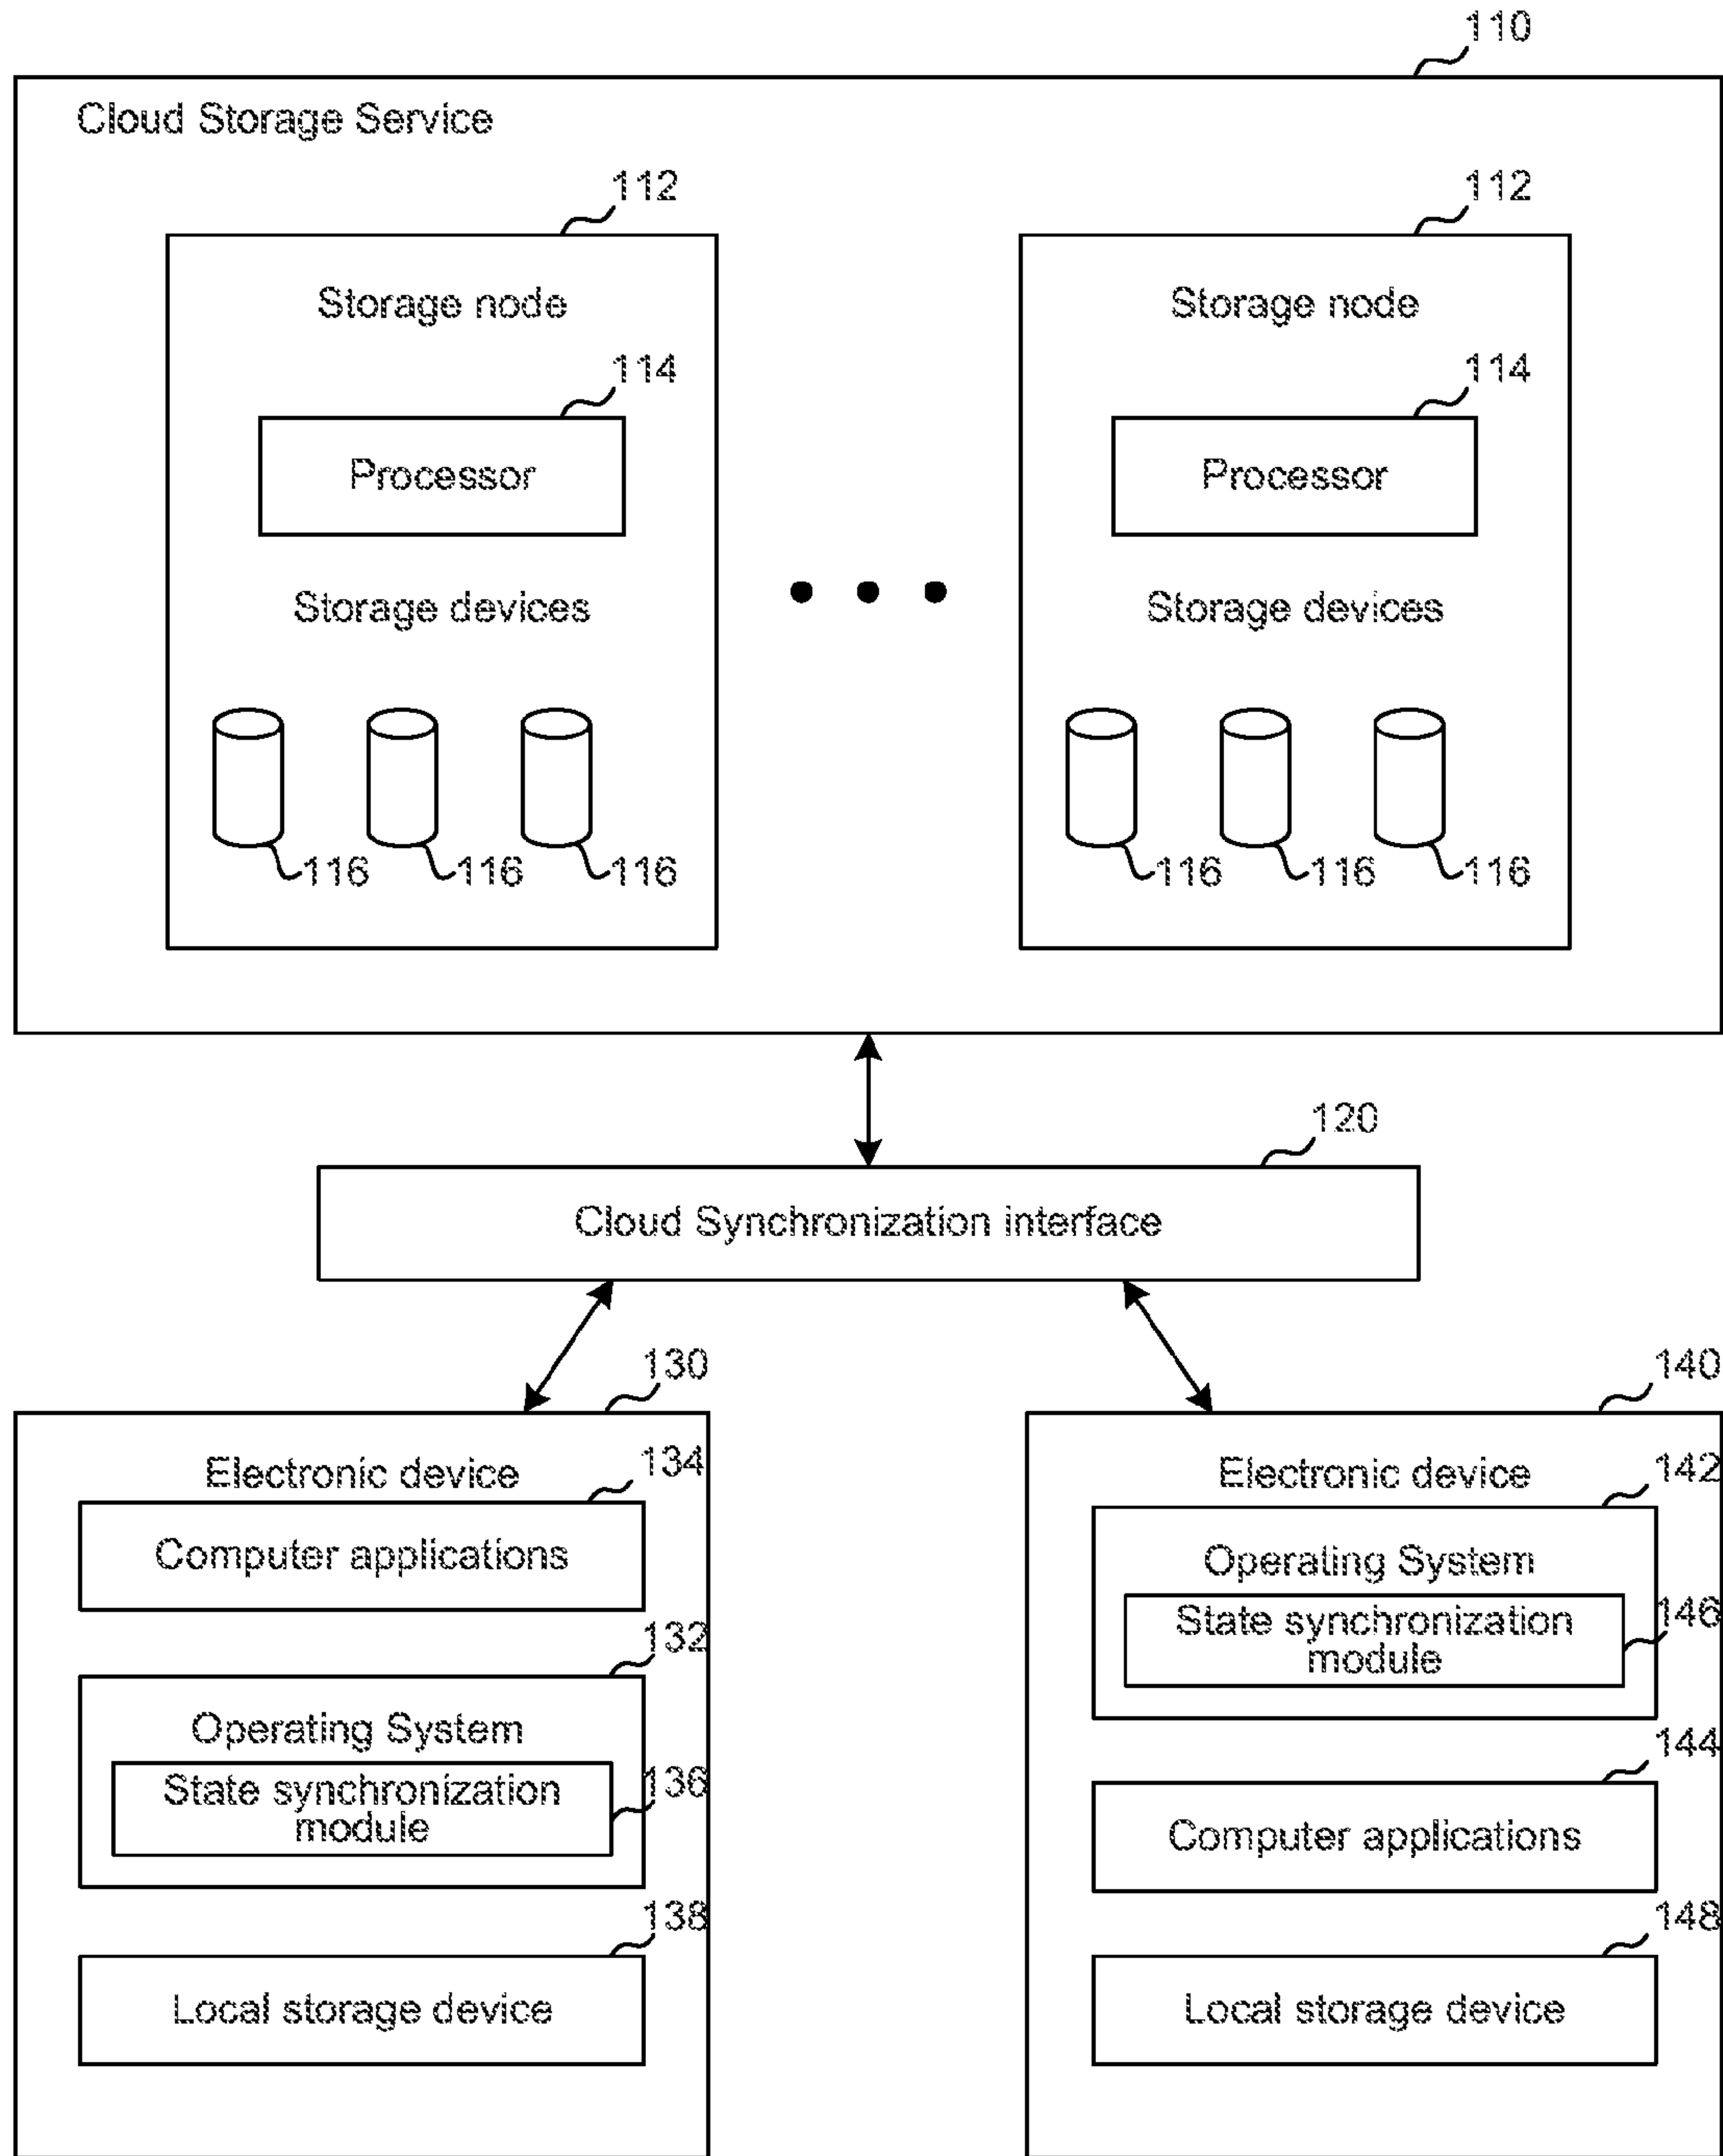 110
Cloud Storage Service
112
112
Storage node
Storage node
114
114
Processor
Processor
Storage devices
Storage devices
116
116
116
116
116
116
120
Cloud Synchronization interface
130
140
Electronic device
134
Computer applications
132
Operating System
State synchronization
module
136
138
Local storage device
Electronic device
142
Operating System
State synchronization
module
146
144
Computer applications
148
Local storage device